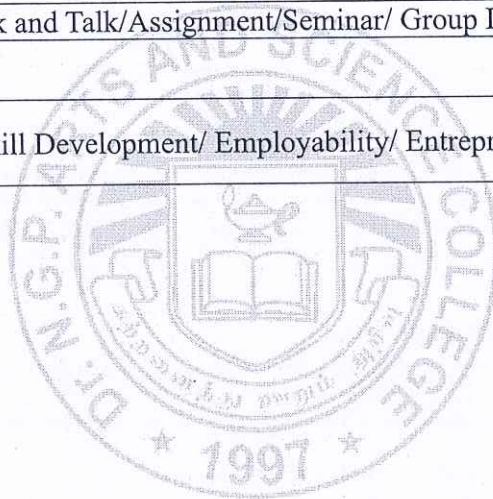 k and Talk/Assignment/Seminar/ Group D
ill Development/ Employability/ Entrepr
Dr. N.G.P. ARTS AND SCIENCE COLLEGE
* 1997 *